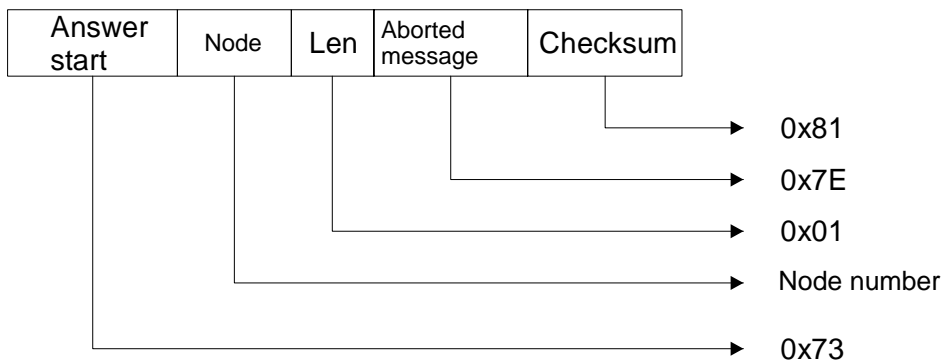 Answer
start
Node
Len
Aborted
message
Checksum
0x81
0x7E
0x01
Node number
0x73